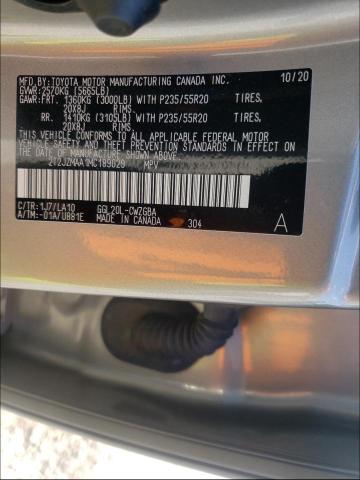 MFD. BY: TOYOTA MOTOR MANUFACTURING CANADA INC. 10/20
GVWR: 2570KG (5665LB)
GAWR: FRT. 1360KG (3000LB) WITH P235/55R20 TIRES,
20X8J RIMS,
RR. 1410KG (3105LB) WITH P235/55R20 TIRES,
20X8J RIMS,
THIS VEHICLE CONFORMS TO ALL APPLICABLE FEDERAL MOTOR
VEHICLE SAFETY AND THEFT PREVENTION STANDARDS IN EFFECT
ON THE DATE OF MANUFACTURE SHOWN ABOVE.
2T2JZMAA1MC189029 MPV
C/TR: 1J7/LA10 GGL20L-CWZGBA
A/TM: -01A/U881E MADE IN CANADA 304 A